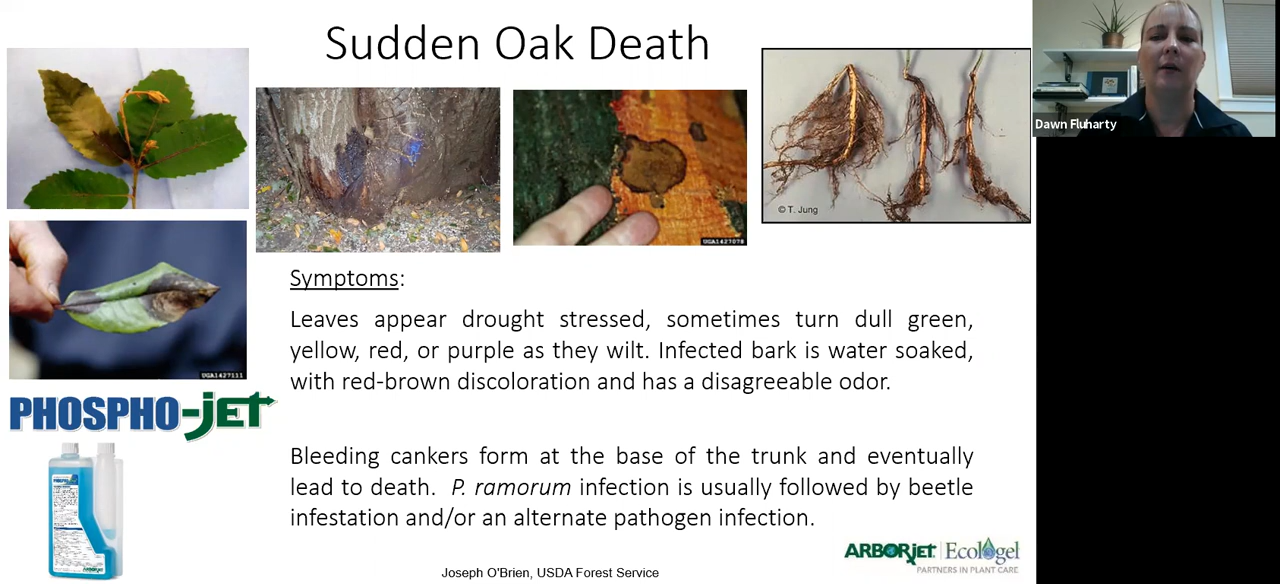 Sudden Oak Death
Dawn Fluharty
© T. Jung
UGA1427078
UGA1427111
Symptoms:
Leaves appear drought stressed, sometimes turn dull green,
yellow, red, or purple as they wilt. Infected bark is water soaked,
with red-brown discoloration and has a disagreeable odor.
PHOSPHO-jET
Bleeding cankers form at the base of the trunk and eventually
lead to death. P. ramorum infection is usually followed by beetle
infestation and/or an alternate pathogen infection.
ARBORjET | Ecologel
PARTNERS IN PLANT CARE
Joseph O'Brien, USDA Forest Service